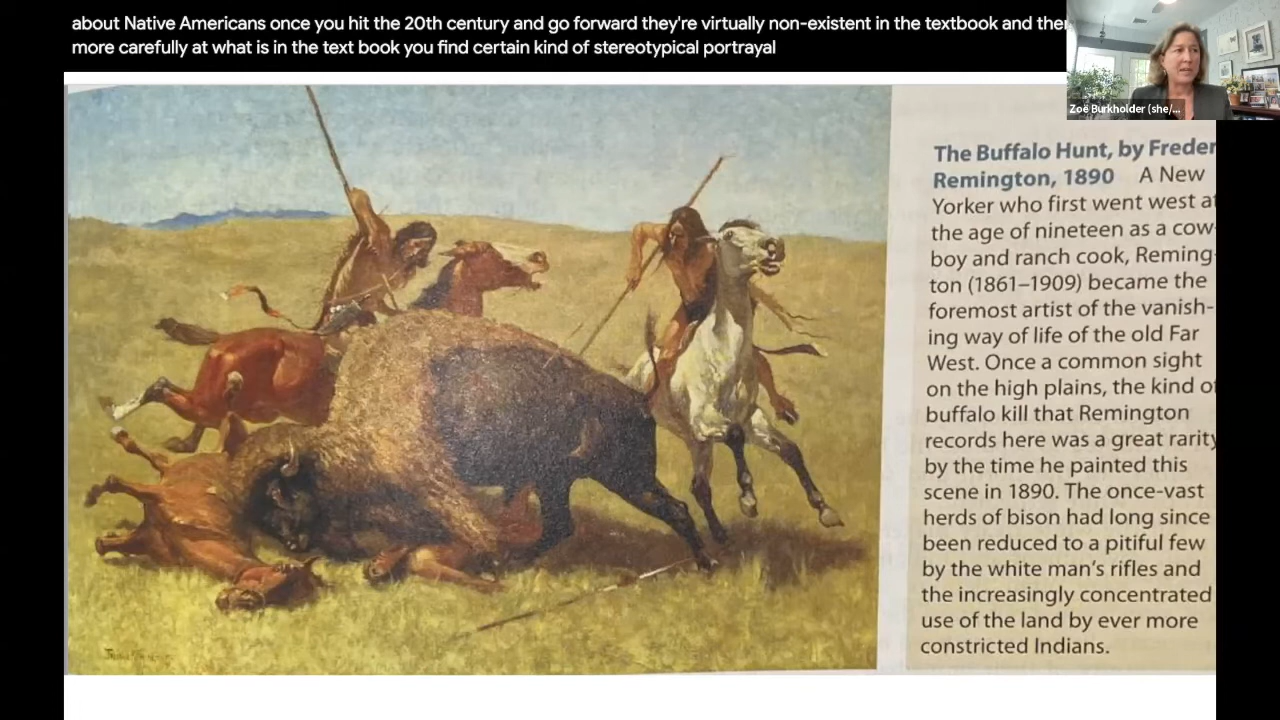 about Native Americans once you hit the 20th century and go forward they're virtually non-existent in the textbook and
more carefully at what is in the text book you find certain kind of stereotypical portrayal
Zoë Burkholder (she/...
The Buffalo Hunt, by
Remington, 1890 A New
Yorker who first went west
the age of nineteen as a cow-
boy and ranch cook, Reming-
ton (1861–1909) became the
foremost artist of the vanish-
ing way of life of the old Far
West. Once a common sight
on the high plains, the kind
buffalo kill that Remington
records here was a great rarity
by the time he painted this
scene in 1890. The once-vast
herds of bison had long since
been reduced to a pitiful few
by the white man's rifles and
the increasingly concentrated
use of the land by ever more
constricted Indians.